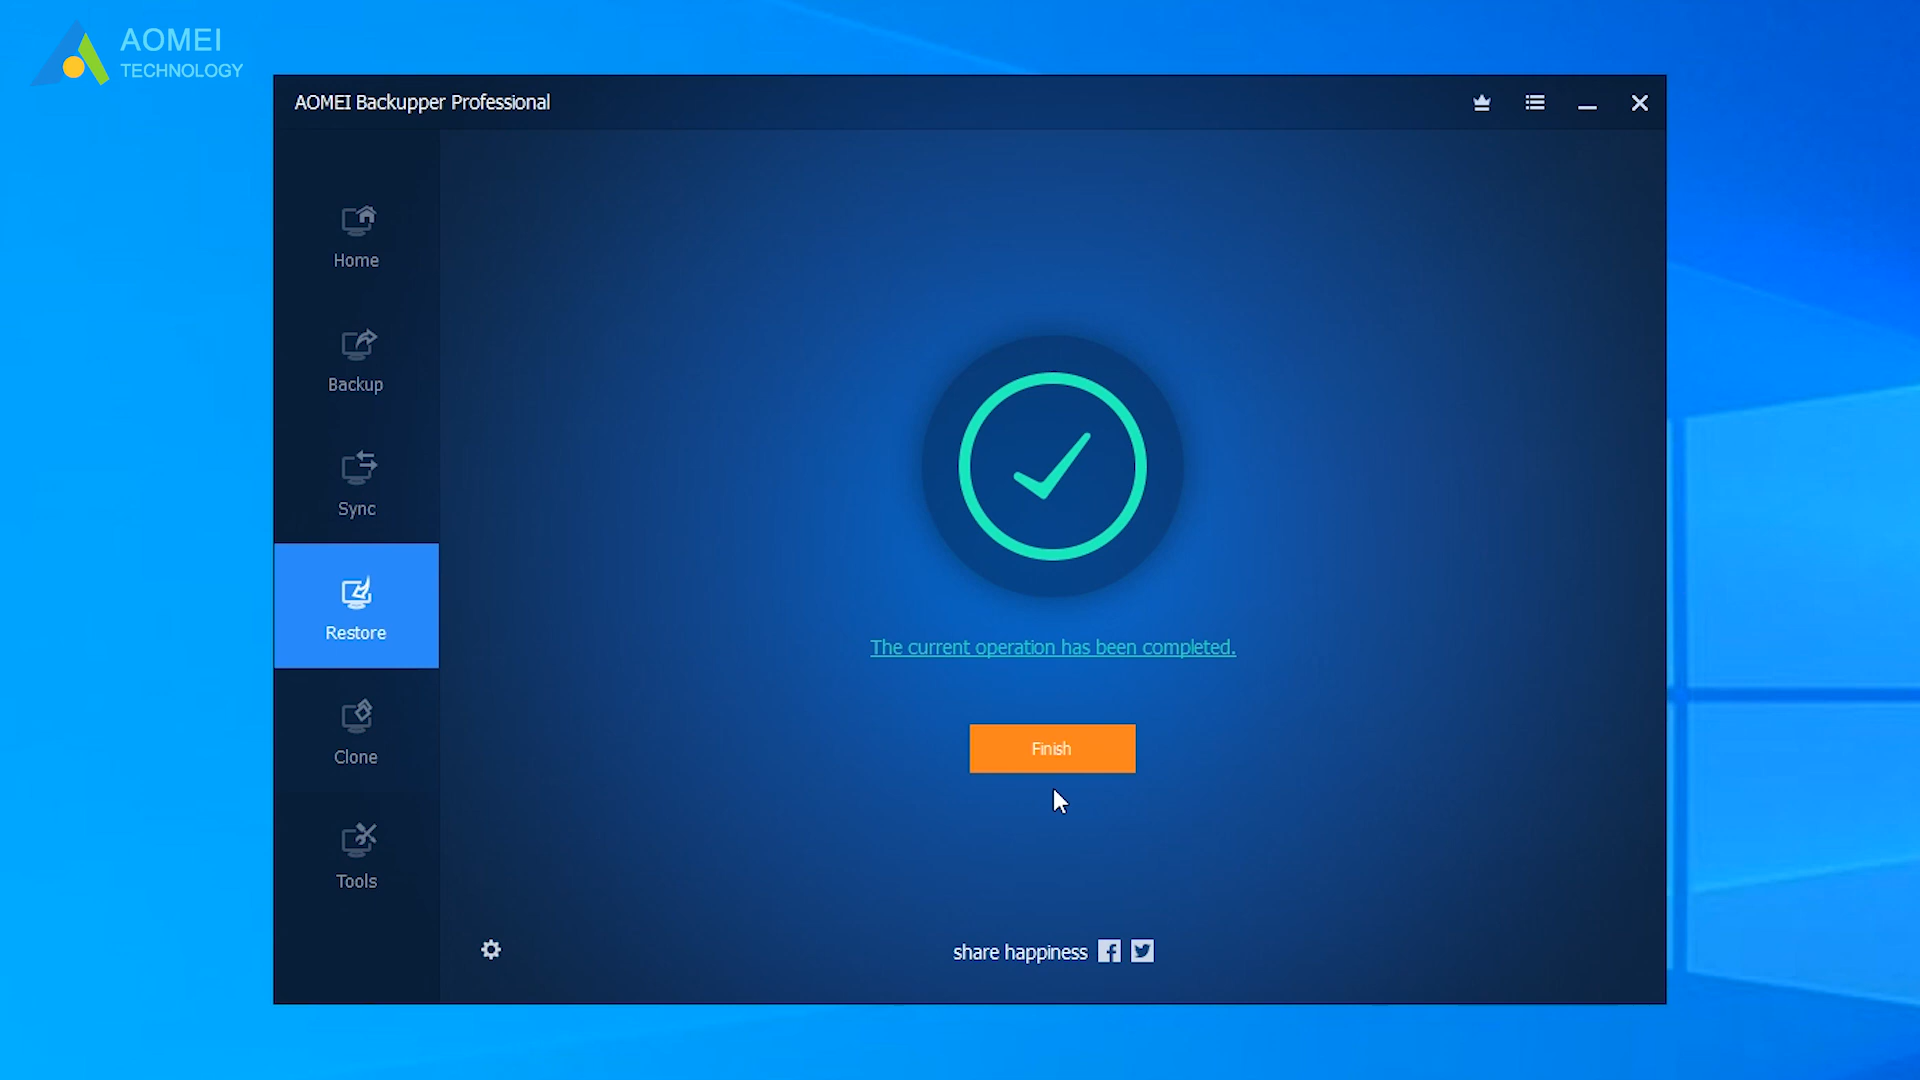 AOMEI
TECHNOLOGY
AOMEI Backupper Professional
Home
Backup
Sync
Restore
Clone
Tools
The current operation has been completed.
Finish
share happiness